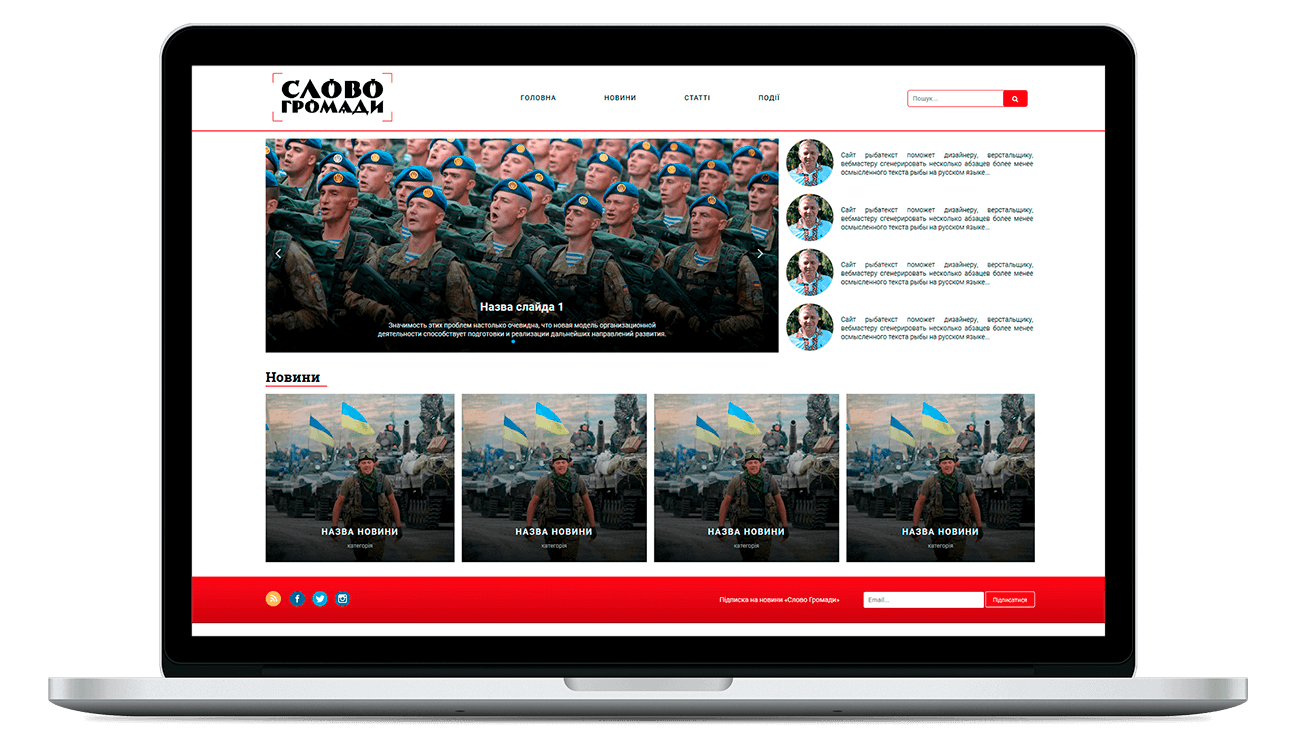 СЛОВО
ГРОМАДИ
ГОЛОВНА
НОВИНИ
СТАТТІ
ПОДІЇ
Пошук...
Назва слайда 1
Значимость этих проблем настолько очевидна, что новая модель организационной
деятельности способствует подготовки и реализации дальнейших направлений развития.
Сайт рыбатекст поможет дизайнеру, верстальщику,
вебмастеру сгенерировать несколько абзацев более менее
осмысленного текста рыбы на русском языке...
Сайт рыбатекст поможет дизайнеру, верстальщику,
вебмастеру сгенерировать несколько абзацев более менее
осмысленного текста рыбы на русском языке...
Сайт рыбатекст поможет дизайнеру, верстальщику,
вебмастеру сгенерировать несколько абзацев более менее
осмысленного текста рыбы на русском языке...
Сайт рыбатекст поможет дизайнеру, верстальщику,
вебмастеру сгенерировать несколько абзацев более менее
осмысленного текста рыбы на русском языке...
Новини
НАЗВА НОВИНИ
категорія
НАЗВА НОВИНИ
категорія
НАЗВА НОВИНИ
категорія
НАЗВА НОВИНИ
категорія
Підписка на новини «Слово Громади»
Email...
Підписатися